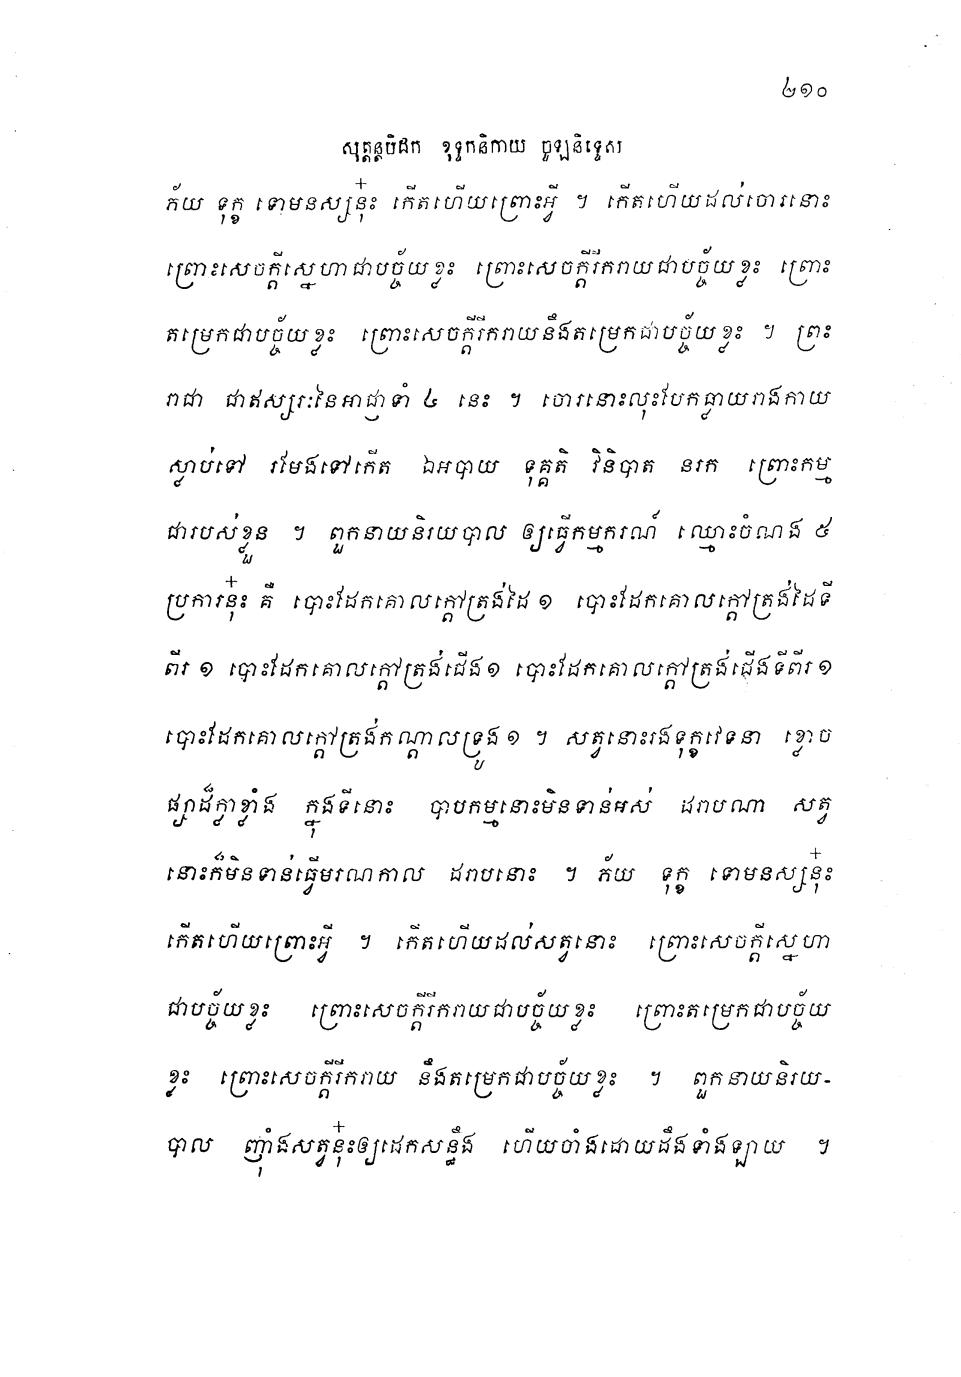 ២១០
សុត្តន្តបិដក ខុទ្ទកនិកាយ ចូឡនិទ្ទេស
ភ័យ ទុក្ខ ទោមនស្ស៎នុ៎ះ កើតហើយព្រោះអ្វី ។ កើតហើយដល់ចោរនោះ
ព្រោះសេចក្តីស្នេហាជាបច្ច័យខ្លះ ព្រោះសេចក្តីរីករាយជាបច្ច័យខ្លះ ព្រោះ
តម្រេកជាបច្ច័យខ្លះ ព្រោះសេចក្តីរីករាយនឹងតម្រេកជាបច្ច័យខ្លះ ។ ព្រះ
រាជា ជាឥស្សរៈនៃអាជ្ញាទាំ ៤ នេះ ។ ចោរនោះលុះបែកធ្លាយរាងកាយ
ស្លាប់ទៅ រមែងទៅកើត ឯអបាយ ទុគ្គតិ វិនិបាត នរក ព្រោះកម្ម
ជារបស់ខ្លួន ។ ពួកនាយនិរយបាល ឲ្យធ្វើកម្មករណ៍ ឈ្មោះចំណង ៥
ប្រការនុ៎ះ គឺ បោះដែកគោលក្តៅត្រង់ដៃ ១ បោះដែកគោលក្តៅត្រង់ដៃទី
ពីរ ១ បោះដែកគោលក្តៅត្រង់ជើង ១ បោះដែកគោលក្តៅត្រង់ជើងទីពីរ ១
បោះដែកគោលក្តៅត្រង់កណ្តាលទ្រូង ១ ។ សត្វនោះរងទុក្ខវេទនា ខ្លោច
ផ្សាដ៏ក្លាខ្លាំង ក្នុងទីនោះ បាបកម្មនោះមិនទាន់អស់ ដរាបណា សត្វ
នោះក៏មិនទាន់ធ្វើមរណកាល ដរាបនោះ ។ ភ័យ ទុក្ខ ទោមនស្សនុ៎ះ
កើតហើយព្រោះអ្វី ។ កើតហើយដល់សត្វនោះ ព្រោះសេចក្តីស្នេហា
ជាបច្ច័យខ្លះ ព្រោះសេចក្តីរីករាយជាបច្ច័យខ្លះ ព្រោះតម្រេកជាបច្ច័យ
ខ្លះ ព្រោះសេចក្តីរីករាយ នឹងតម្រេកជាបច្ច័យខ្លះ ។ ពួកនាយនិរយ-
បាល ញ៉ាំងសត្វនុ៎ះឲ្យដេកសន្ធឹង ហើយចាំងដោយដឹងទាំងឡាយ ។